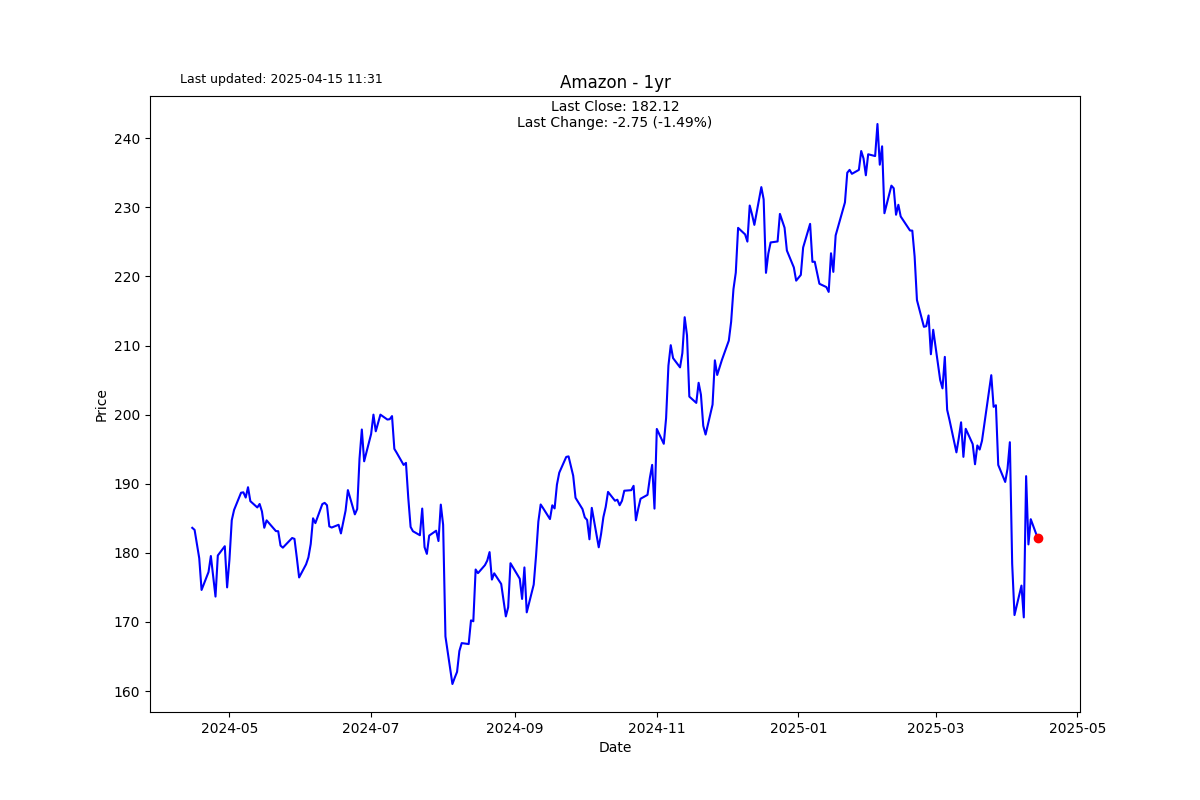 Last updated: 2025-04-15 11:31
Amazon - 1yr
Last Close: 182.12
Last Change: -2.75 (-1.49%)
240
230
220
210
200
190
180
170
160
Price
2024-05
2024-07
2024-09
2024-11
2025-01
2025-03
2025-05
Date